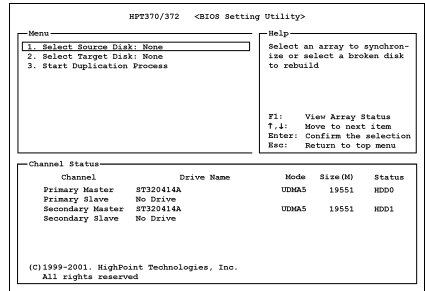 HPT370/372 <BIOS Setting Utility>
Menu
1. Select Source Disk: None
2. Select Target Disk: None
3. Start Duplication Process
Help
Select an array to synchron-
ize or select a broken disk
to rebuild
F1: View Array Status
↑,↓: Move to next item
Enter: Confirm the selection
Esc: Return to top menu
Channel Status
Channel Drive Name Mode Size(M) Status
Primary Master ST320414A UDMA5 19551 HDD0
Primary Slave No Drive
Secondary Master ST320414A UDMA5 19551 HDD1
Secondary Slave No Drive
(C)1999-2001. HighPoint Technologies, Inc.
All rights reserved